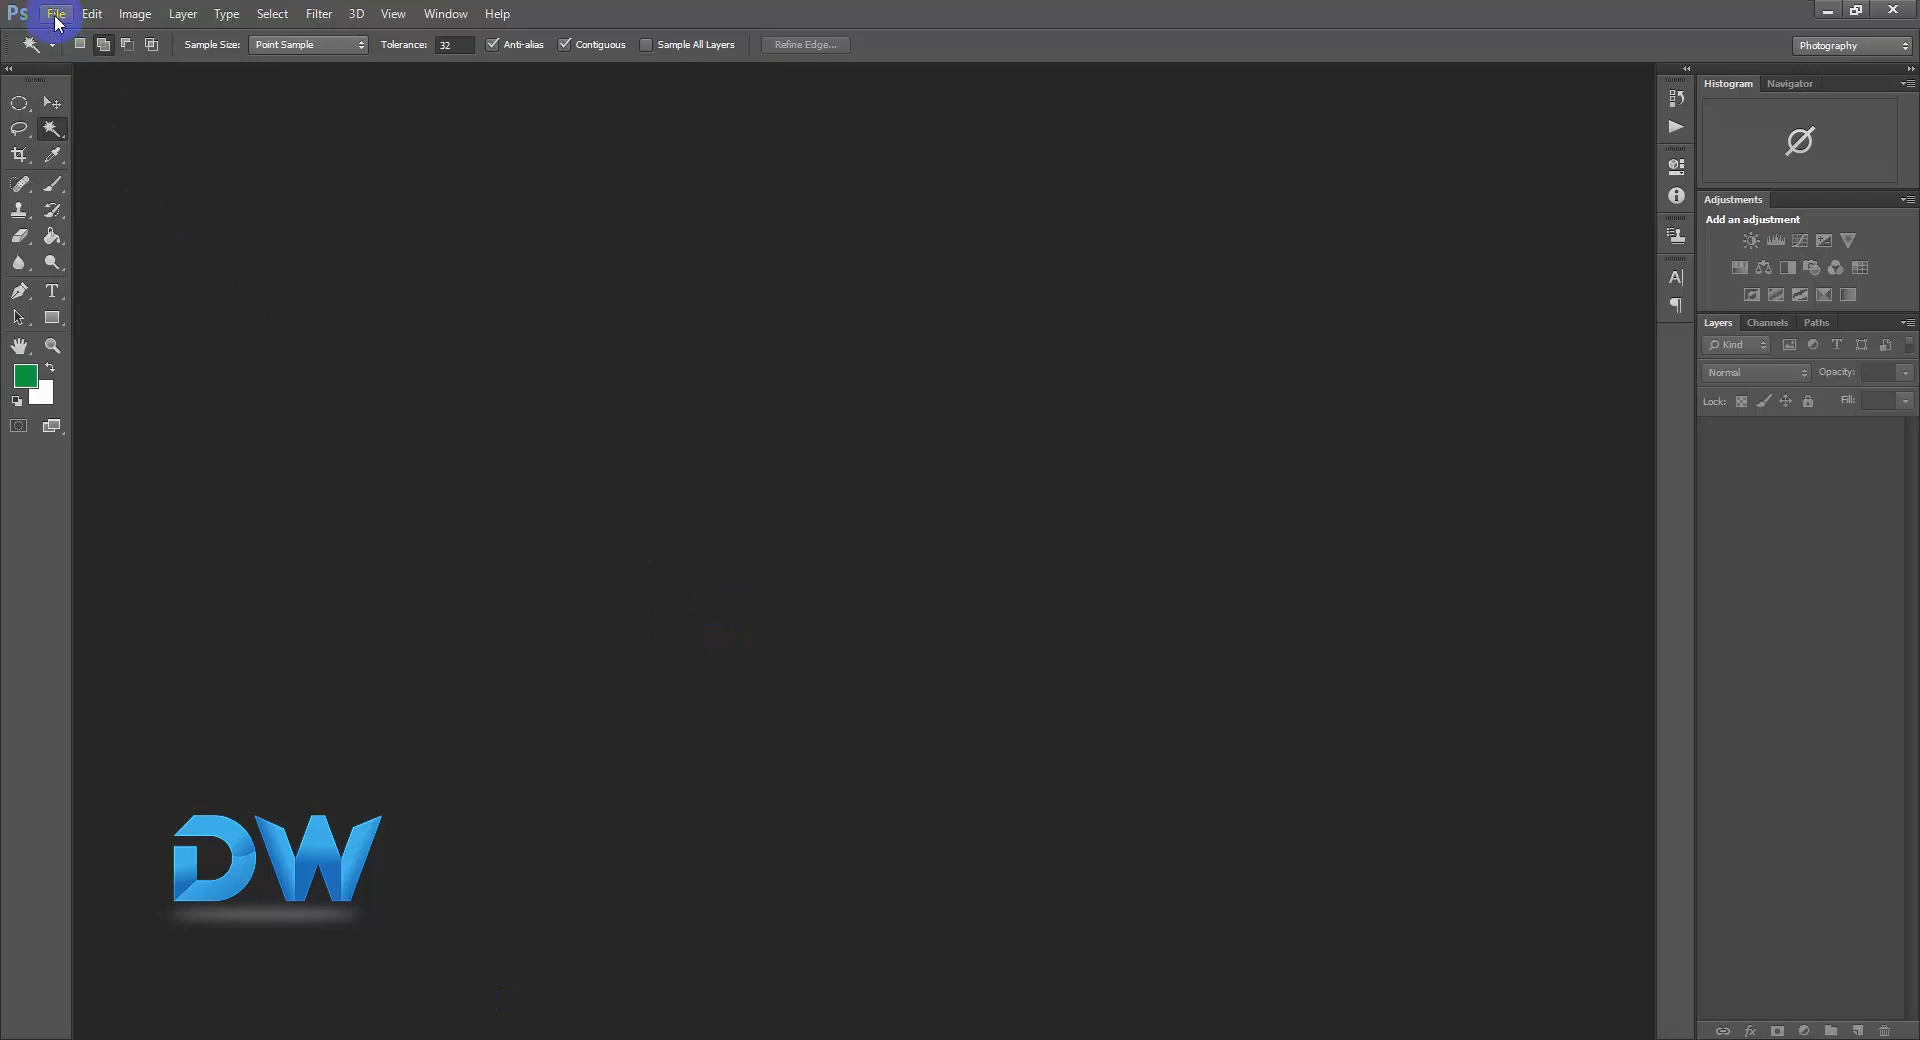 Ps File Edit Image Layer Type Select Filter 3D View Window Help
Sample Size: Point Sample Tolerance: 32 Anti-alias Contiguous Sample All Layers Refine Edge... Photography
Histogram Navigator
Adjustments
Add an adjustment
Layers Channels Paths
Kind
Normal Opacity:
Lock: Fill:
DW